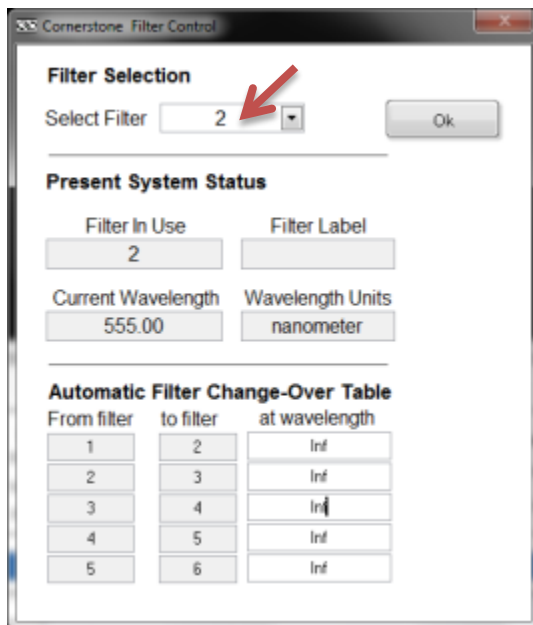 Cornerstone Filter Control
Filter Selection
Select Filter 2
Ok
Present System Status
Filter In Use Filter Label
2
Current Wavelength Wavelength Units
555.00 nanometer
Automatic Filter Change-Over Table
From filter to filter at wavelength
1 2 Inf
2 3 Inf
3 4 Inf
4 5 Inf
5 6 Inf